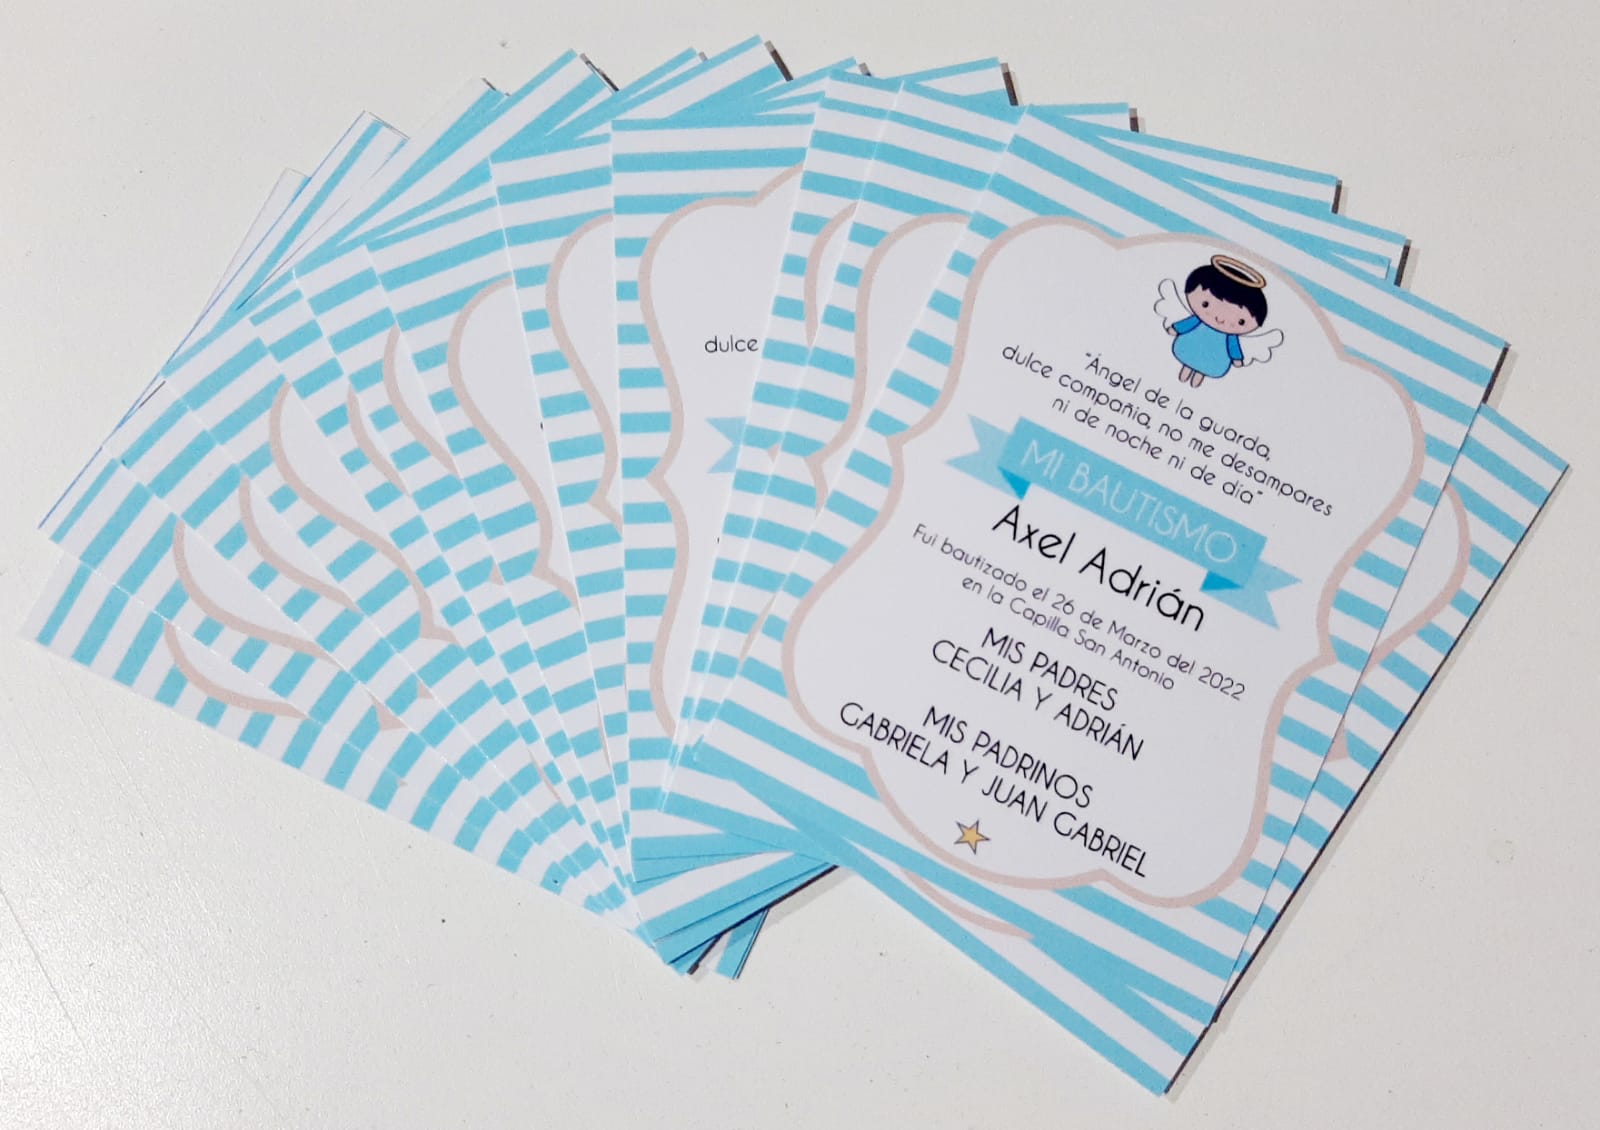 "Ángel de la guarda,
dulce compañia, no me desampares
ni de noche ni de día"
MI BAUTISMO
Axel Adrián
Fui bautizado el 26 de Marzo del 2022
en la Capilla San Antonio
MIS PADRES
CECILIA Y ADRIÁN
MIS PADRINOS
GABRIELA Y JUAN GABRIEL
dulce